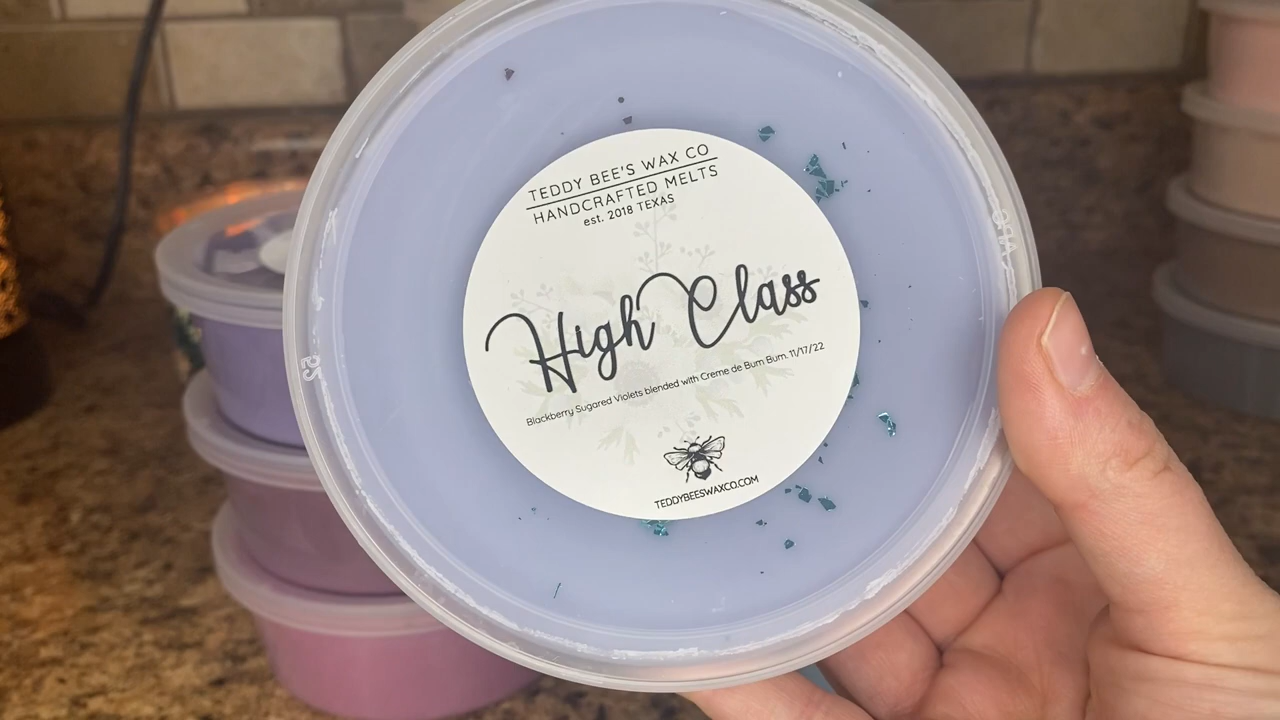 TEDDY BEE'S WAX CO
HANDCRAFTED MELTS
est. 2018 TEXAS
High Class
Blackberry Sugared Violets blended with Creme de Bum Bum. 11/17/22
TEDDYBEESWAXCO.COM